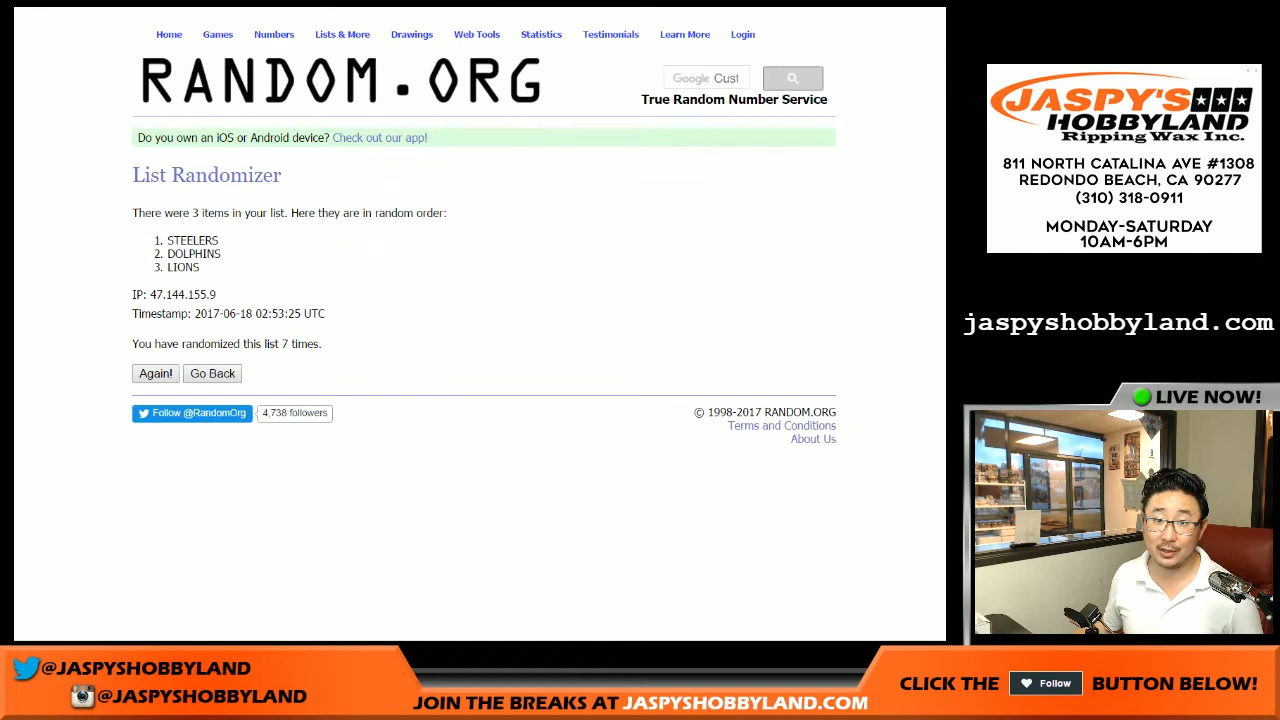 Home Games Numbers Lists & More Drawings Web Tools Statistics Testimonials Learn More Login
RANDOM.ORG
Google Cust
True Random Number Service
Do you own an iOS or Android device? Check out our app!
List Randomizer
There were 3 items in your list. Here they are in random order:
1. STEELERS
2. DOLPHINS
3. LIONS
IP: 47.144.155.9
Timestamp: 2017-06-18 02:53:25 UTC
You have randomized this list 7 times.
Again! Go Back
Follow @RandomOrg 4,738 followers
© 1998-2017 RANDOM.ORG
Terms and Conditions
About Us
JASPY'S
HOBBYLAND
Ripping Wax Inc.
811 NORTH CATALINA AVE #1308
REDONDO BEACH, CA 90277
(310) 318-0911
MONDAY-SATURDAY
10AM-6PM
jaspyshobbyland.com
LIVE NOW!
@JASPYSHOBBYLAND
@JASPYSHOBBYLAND
JOIN THE BREAKS AT JASPYSHOBBYLAND.COM
CLICK THE Follow BUTTON BELOW!